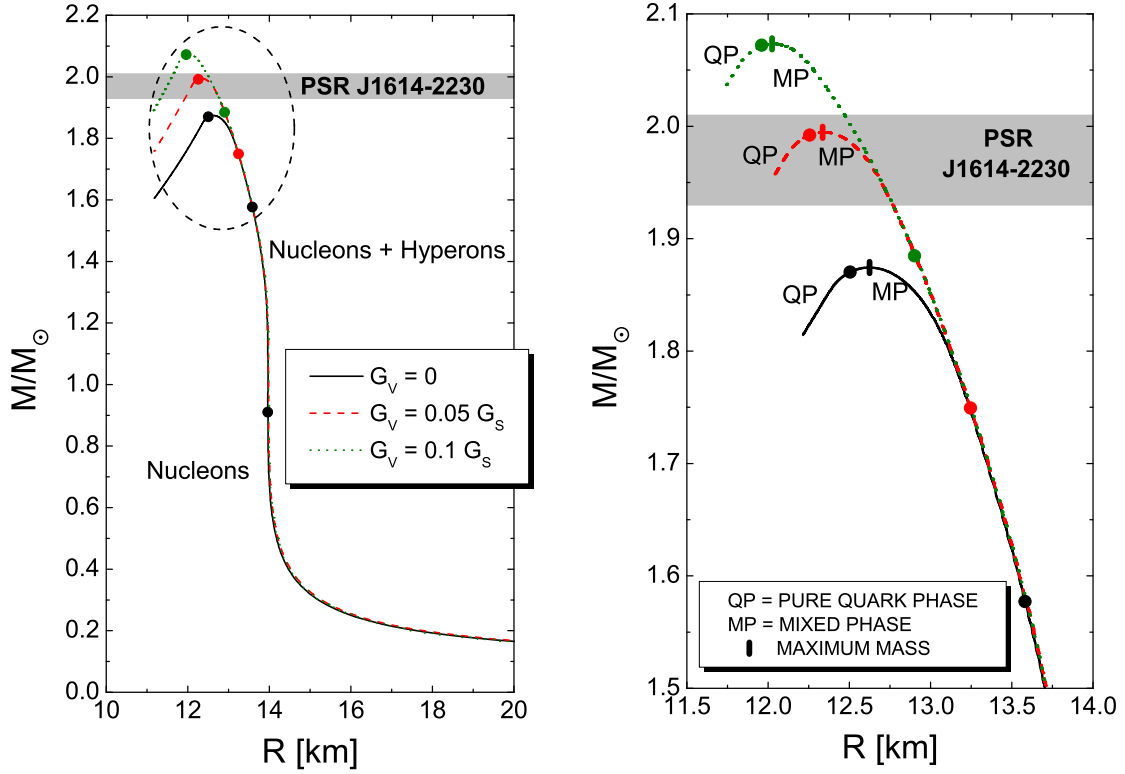 2.2
2.0
1.8
1.6
1.4
1.2
1.0
0.8
0.6
0.4
0.2
0.0
M/M☉
PSR J1614-2230
Nucleons + Hyperons
G_V = 0
G_V = 0.05 G_S
G_V = 0.1 G_S
Nucleons
10 12 14 16 18 20
R [km]
2.1
2.0
1.9
1.8
1.7
1.6
1.5
M/M☉
QP
MP
QP
MP
PSR
J1614-2230
QP
MP
QP = PURE QUARK PHASE
MP = MIXED PHASE
MAXIMUM MASS
11.5 12.0 12.5 13.0 13.5 14.0
R [km]